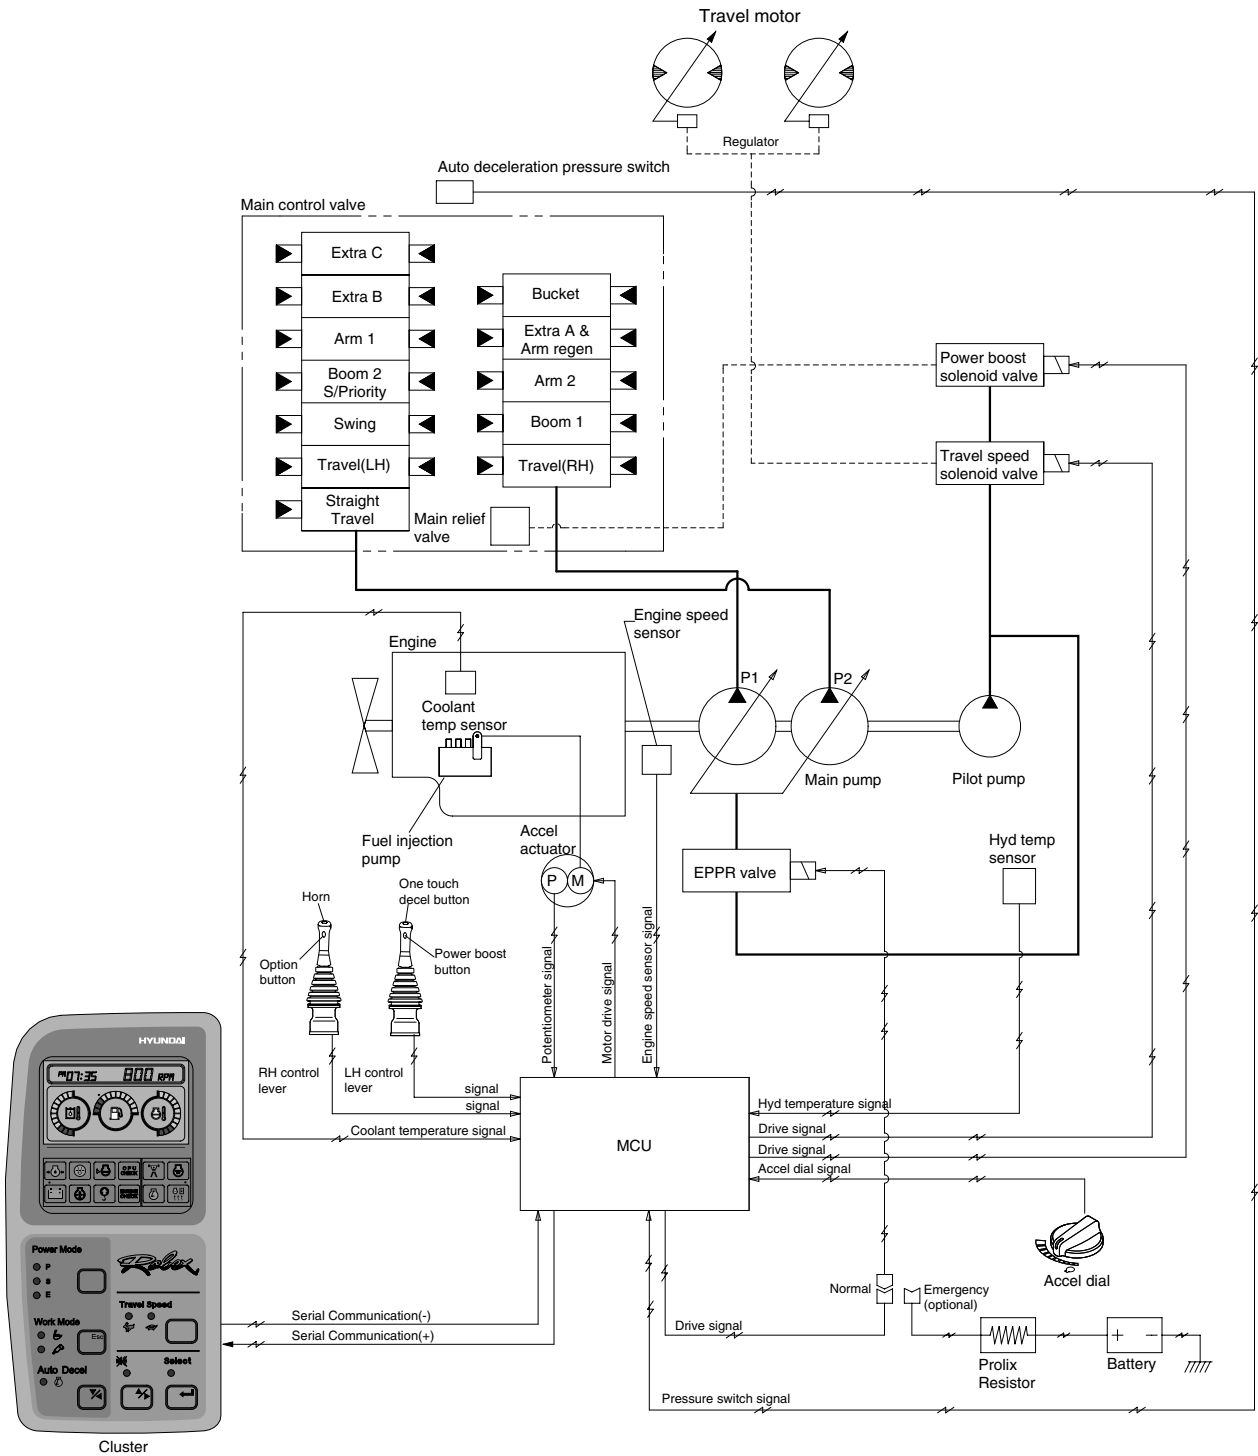 Travel motor
Regulator
Auto deceleration pressure switch
Main control valve
Extra C
Extra B
Arm 1
Boom 2
S/Priority
Swing
Travel(LH)
Straight
Travel
Bucket
Extra A &
Arm regen
Arm 2
Boom 1
Travel(RH)
Main relief
valve
Power boost
solenoid valve
Travel speed
solenoid valve
Engine speed
sensor
Engine
Coolant
temp sensor
P1
P2
Main pump
Pilot pump
Fuel injection
pump
Accel
actuator
P
M
EPPR valve
Hyd temp
sensor
Horn
One touch
decel button
Option
button
Power boost
button
RH control
lever
LH control
lever
Potentiometer signal
Motor drive signal
Engine speed sensor signal
signal
signal
Coolant temperature signal
MCU
Hyd temperature signal
Drive signal
Drive signal
Accel dial signal
Accel dial
HYUNDAI
PM 07:35 800 RPM
CPU
CHECK
Power Mode
P
S
E
Robex
Travel Speed
Work Mode
Esc
Auto Decel
Select
Cluster
Serial Communication(-)
Serial Communication(+)
Normal
Emergency
(optional)
Drive signal
Prolix
Resistor
+ -
Battery
Pressure switch signal